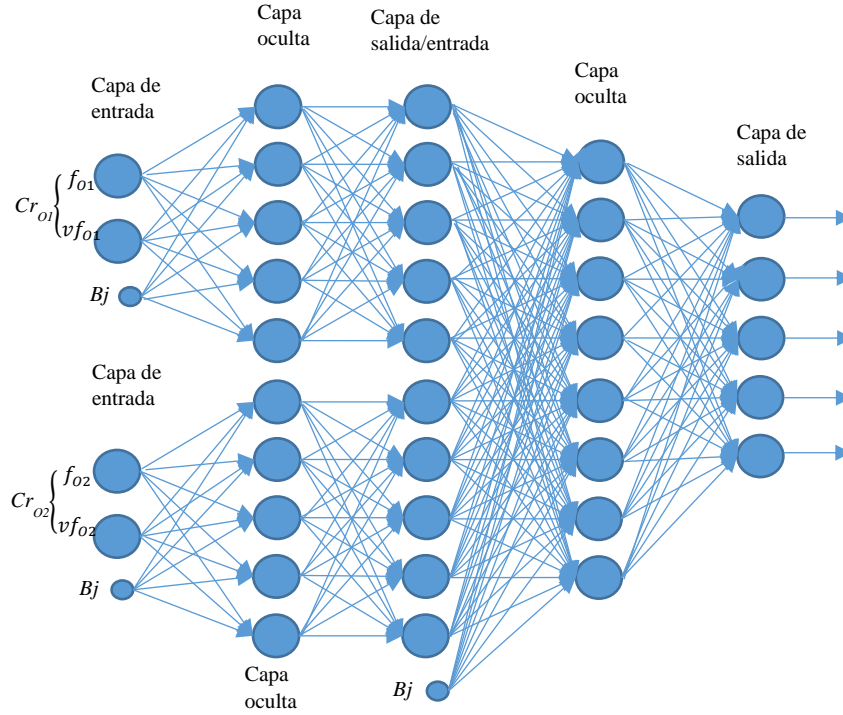 Capa
oculta
Capa de
salida/entrada
Capa
oculta
Capa de
salida
Capa de
entrada
f_{O1}
Cr_{O1} {
vf_{O1}
Bj
Capa de
entrada
f_{O2}
Cr_{O2} {
vf_{O2}
Bj
Capa
oculta
Bj